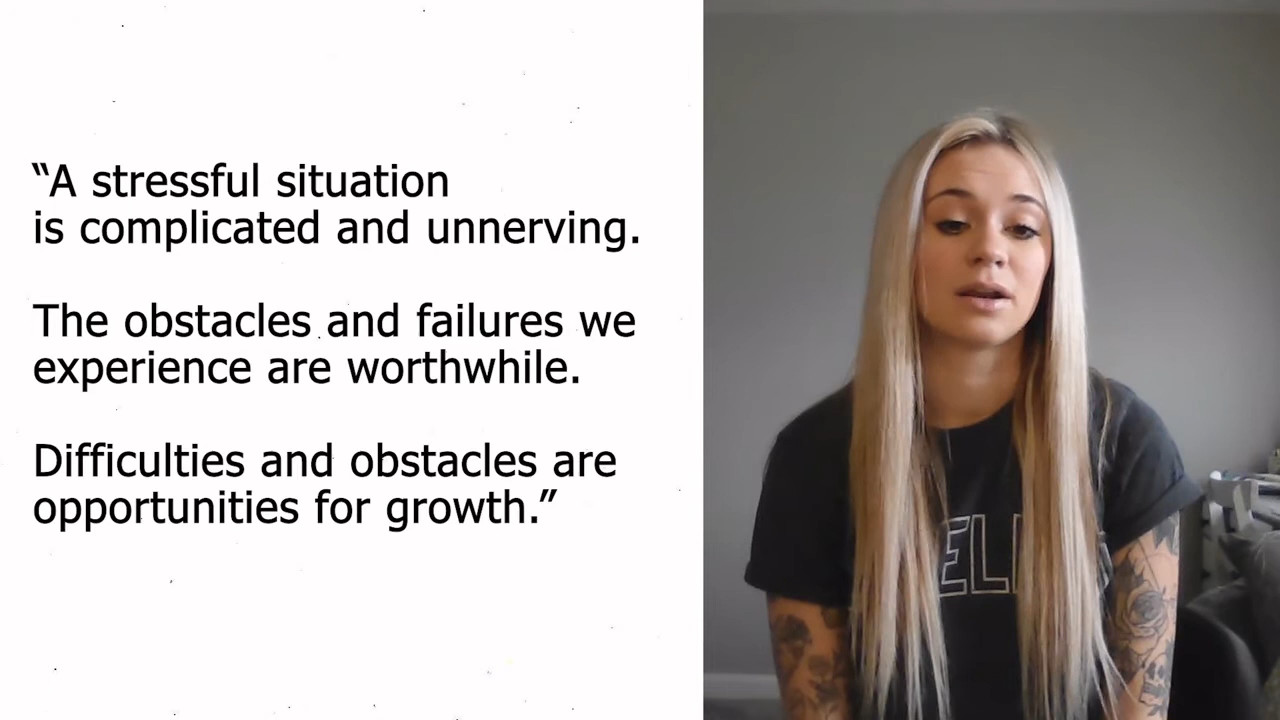 “A stressful situation
is complicated and unnerving.
The obstacles and failures we
experience are worthwhile.
Difficulties and obstacles are
opportunities for growth.”